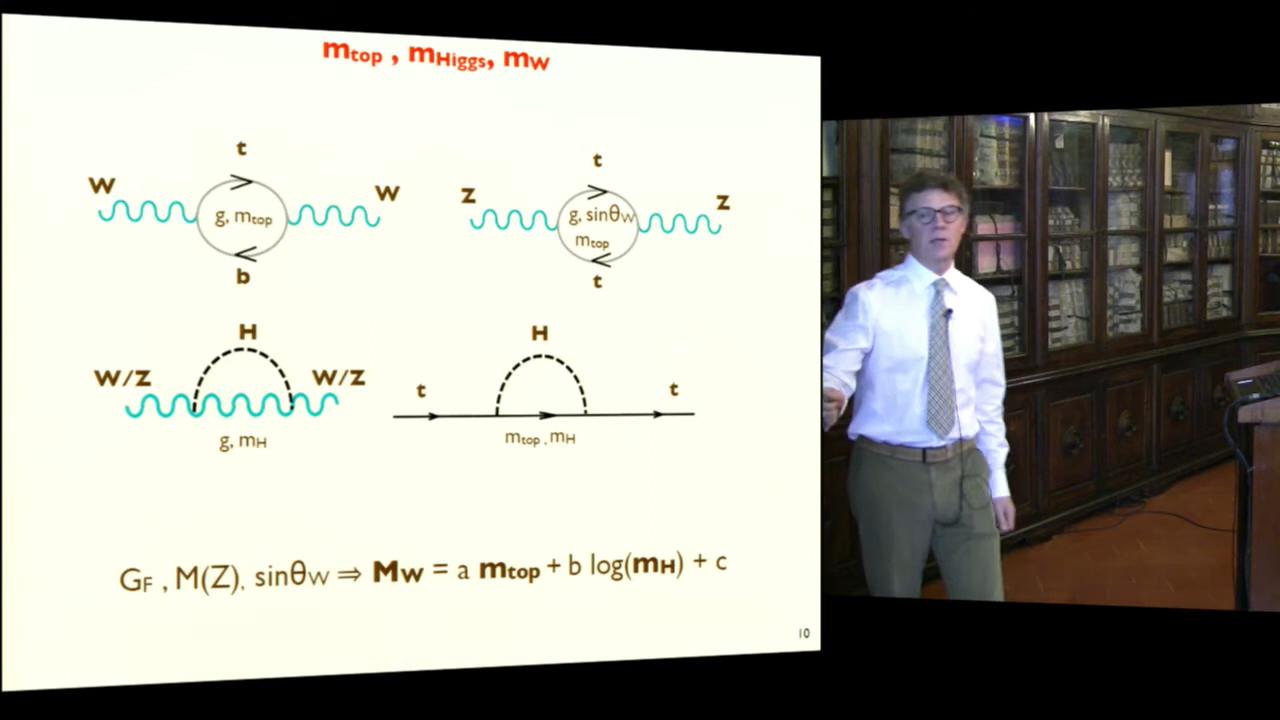 mtop , mHiggs, mW
t
t
W
W
Z
Z
g, mtop
g, sinθW
mtop
b
t
H
H
W/Z
W/Z
t
t
g, mH
mtop , mH
GF , M(Z), sinθW ⇒ MW = a mtop + b log(mH) + c
10